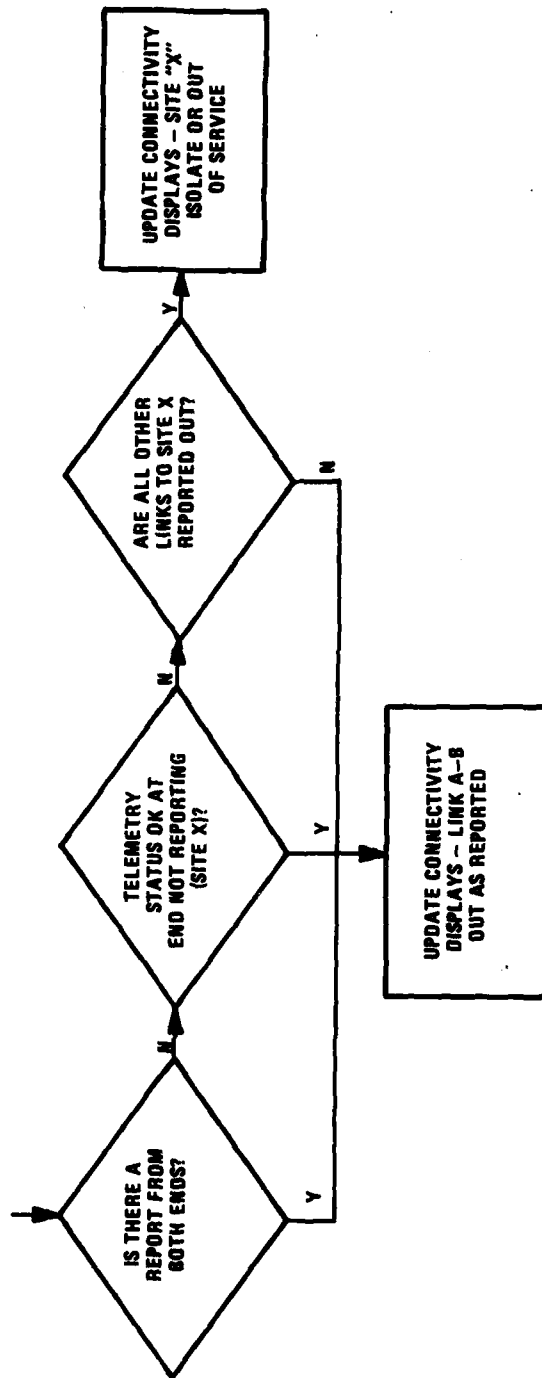 IS THERE A
REPORT FROM
BOTH ENDS?
N
Y
TELEMETRY
STATUS OK AT
END NOT REPORTING
(SITE X)?
N
Y
ARE ALL OTHER
LINKS TO SITE X
REPORTED OUT?
Y
N
UPDATE CONNECTIVITY
DISPLAYS – SITE "X"
ISOLATE OR OUT
OF SERVICE
UPDATE CONNECTIVITY
DISPLAYS – LINK A-B
OUT AS REPORTED